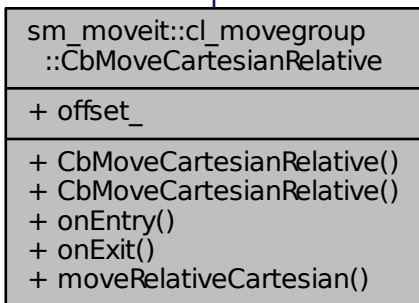 sm_moveit::cl_movegroup
::CbMoveCartesianRelative
+ offset_
+ CbMoveCartesianRelative()
+ CbMoveCartesianRelative()
+ onEntry()
+ onExit()
+ moveRelativeCartesian()